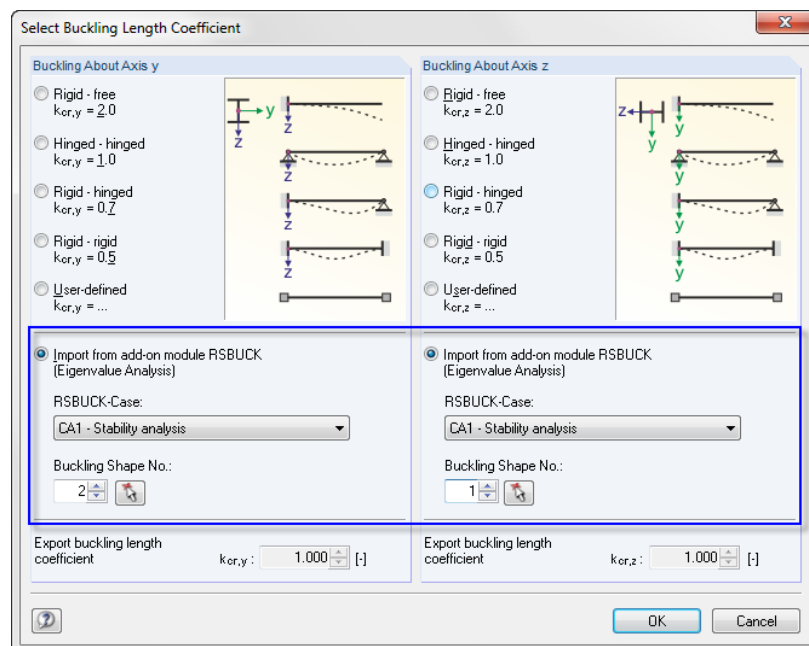 Select Buckling Length Coefficient
x
Buckling About Axis y
Rigid - free
kcr,y = 2.0
Hinged - hinged
kcr,y = 1.0
Rigid - hinged
kcr,y = 0.7
Rigid - rigid
kcr,y = 0.5
User-defined
kcr,y = ...
y
z
z
z
z
z
Import from add-on module RSBUCK
(Eigenvalue Analysis)
RSBUCK-Case:
CA1 - Stability analysis
Buckling Shape No.:
2
Export buckling length
coefficient
kcr,y : 1.000 [-]
Buckling About Axis z
Rigid - free
kcr,z = 2.0
Hinged - hinged
kcr,z = 1.0
Rigid - hinged
kcr,z = 0.7
Rigid - rigid
kcr,z = 0.5
User-defined
kcr,z = ...
z
y
y
y
y
y
Import from add-on module RSBUCK
(Eigenvalue Analysis)
RSBUCK-Case:
CA1 - Stability analysis
Buckling Shape No.:
1
Export buckling length
coefficient
kcr,z : 1.000 [-]
?
OK
Cancel